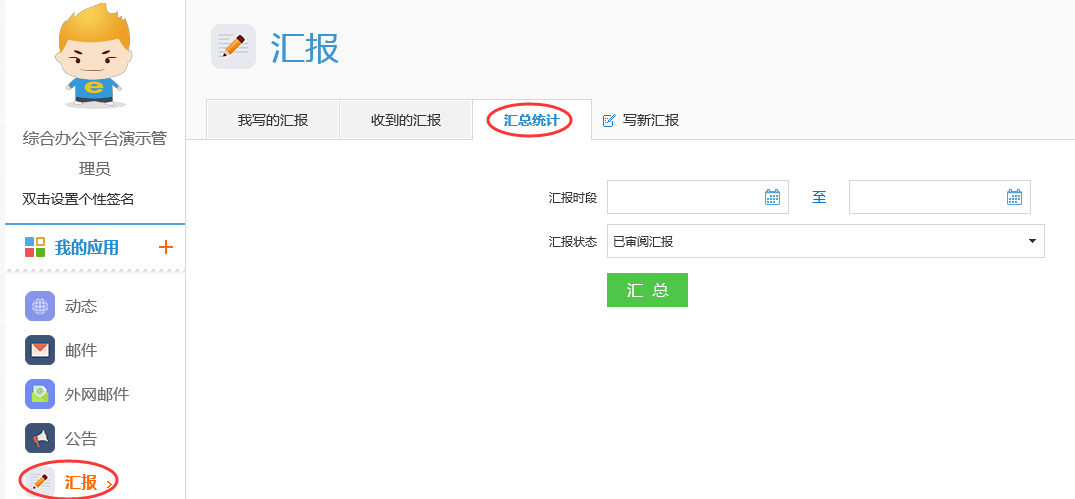 综合办公平台演示管
理员
双击设置个性签名
我的应用
动态
邮件
外网邮件
公告
汇报
汇报
我写的汇报 收到的汇报 汇总统计 写新汇报
汇报时段 至
汇报状态 已审阅汇报
汇 总